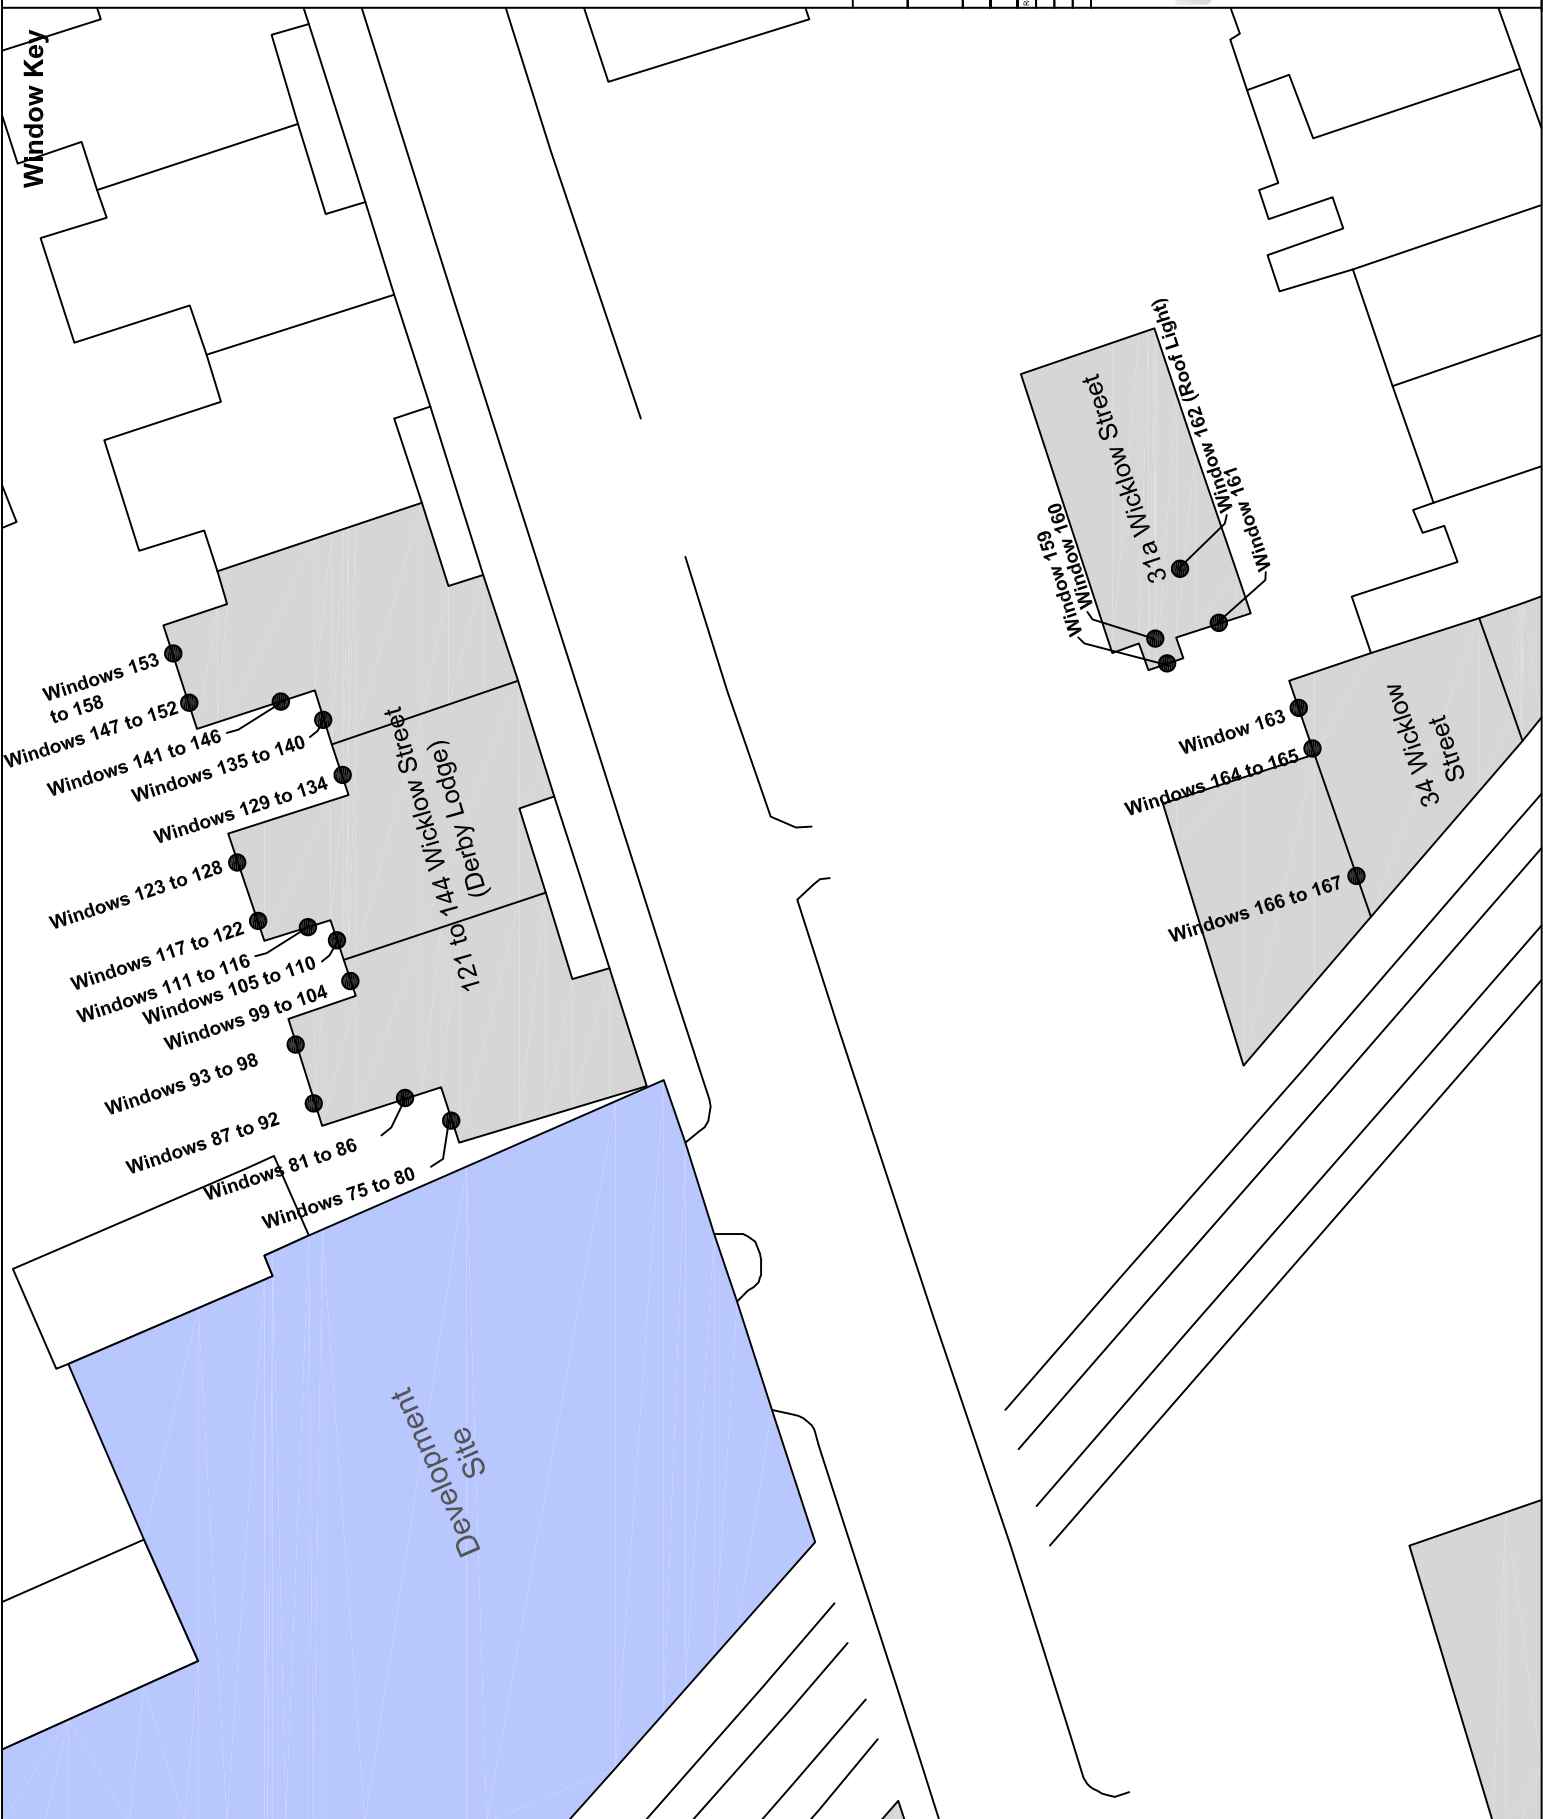 Window Key
31a Wicklow Street
Window 162 (Roof Light)
Window 161
Window 160
Window 159
34 Wicklow
Street
Window 163
Windows 164 to 165
Windows 166 to 167
121 to 144 Wicklow Street
(Derby Lodge)
Windows 153
to 158
Windows 147 to 152
Windows 141 to 146
Windows 135 to 140
Windows 129 to 134
Windows 123 to 128
Windows 117 to 122
Windows 111 to 116
Windows 105 to 110
Windows 99 to 104
Windows 93 to 98
Windows 87 to 92
Windows 81 to 86
Windows 75 to 80
Development
Site